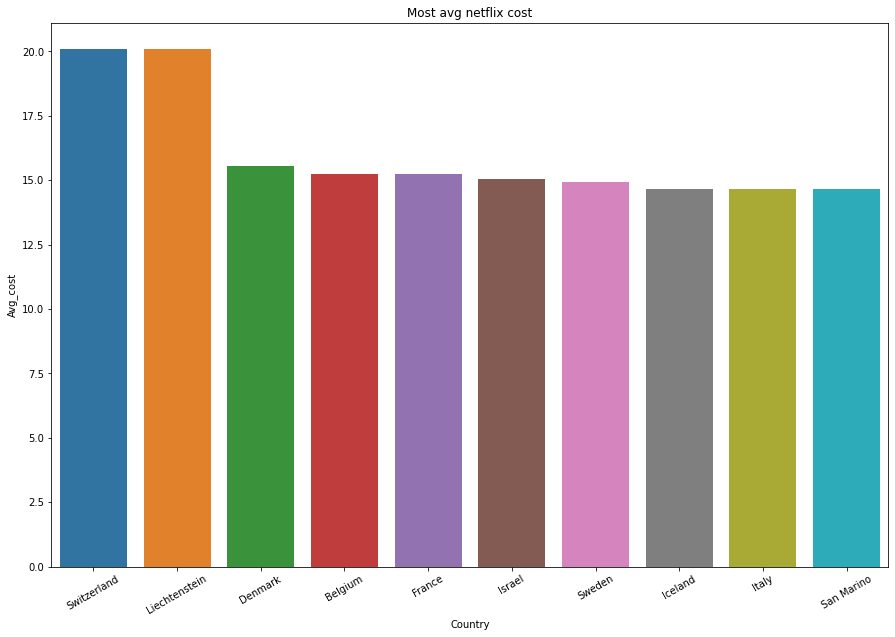 Most avg netflix cost
20.0
17.5
15.0
12.5
10.0
7.5
5.0
2.5
0.0
Avg_cost
Switzerland
Liechtenstein
Denmark
Belgium
France
Israel
Sweden
Iceland
Italy
San Marino
Country